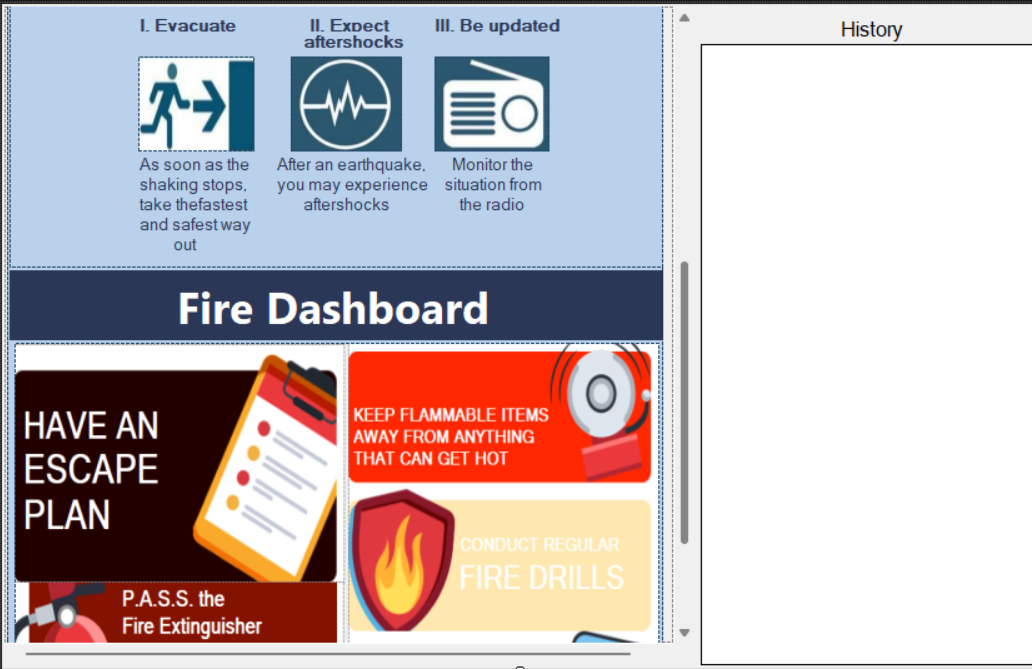 I. Evacuate
II. Expect
aftershocks
III. Be updated
As soon as the
shaking stops,
take thefastest
and safest way
out
After an earthquake,
you may experience
aftershocks
Monitor the
situation from
the radio
Fire Dashboard
HAVE AN
ESCAPE
PLAN
KEEP FLAMMABLE ITEMS
AWAY FROM ANYTHING
THAT CAN GET HOT
CONDUCT REGULAR
FIRE DRILLS
P.A.S.S. the
Fire Extinguisher
History